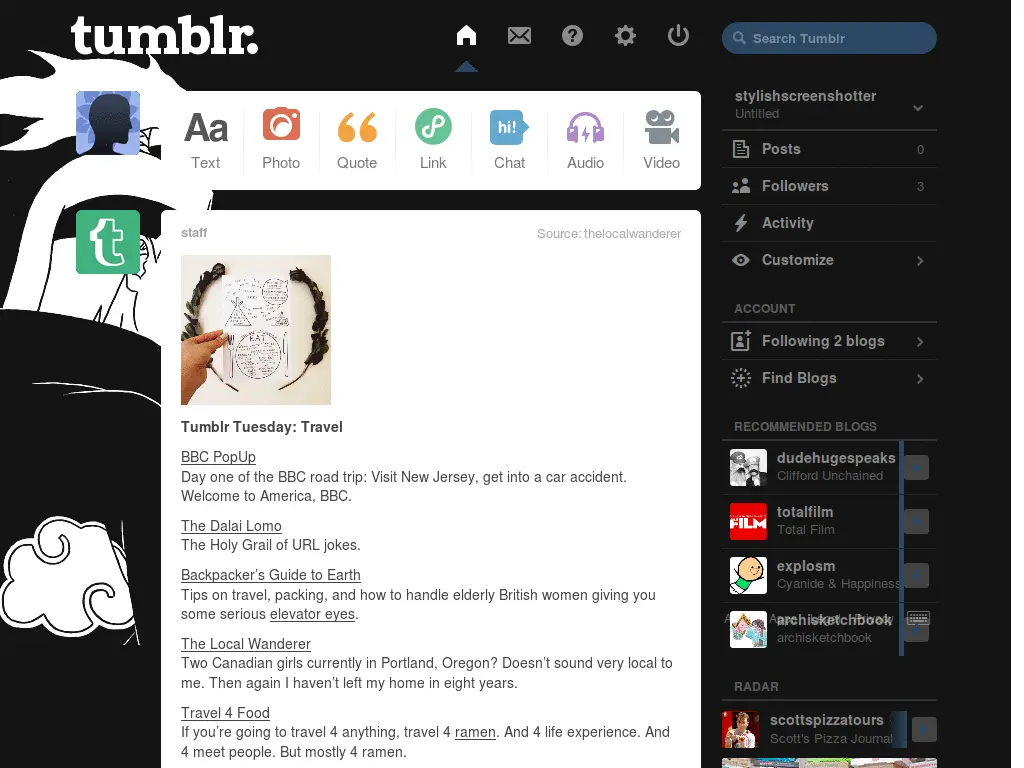 tumblr.
Search Tumblr
Aa
Text
Photo
Quote
Link
hi!
Chat
Audio
Video
stylishscreenshotter
Untitled
Posts 0
Followers 3
Activity
Customize
staff
Source: thelocalwanderer
EAT
Tumblr Tuesday: Travel
BBC PopUp
Day one of the BBC road trip: Visit New Jersey, get into a car accident.
Welcome to America, BBC.
The Dalai Lomo
The Holy Grail of URL jokes.
Backpacker’s Guide to Earth
Tips on travel, packing, and how to handle elderly British women giving you
some serious elevator eyes.
The Local Wanderer
Two Canadian girls currently in Portland, Oregon? Doesn’t sound very local to
me. Then again I haven’t left my home in eight years.
Travel 4 Food
If you’re going to travel 4 anything, travel 4 ramen. And 4 life experience. And
4 meet people. But mostly 4 ramen.
ACCOUNT
Following 2 blogs
Find Blogs
RECOMMENDED BLOGS
dudehugespeaks
Clifford Unchained
totalfilm
Total Film
FILM
explosm
Cyanide & Happiness
archisketchbook
archisketchbook
RADAR
scottspizzatours
Scott's Pizza Journal